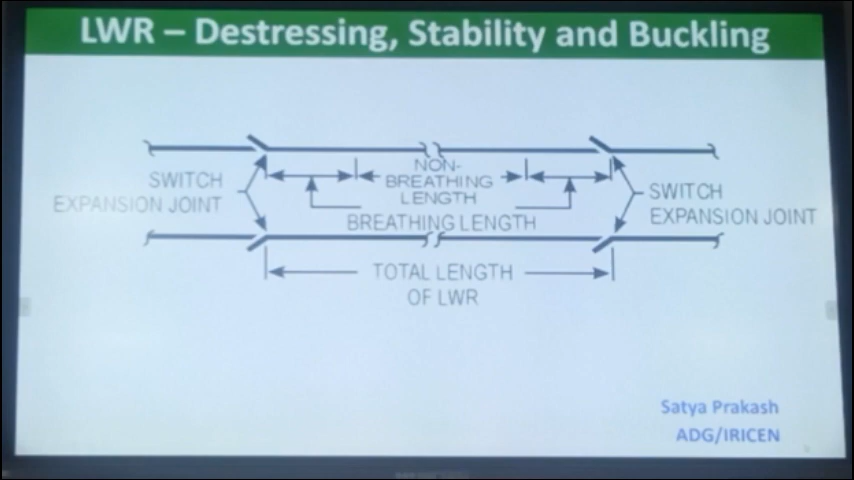 LWR – Destressing, Stability and Buckling
SWITCH
EXPANSION JOINT
NON-
BREATHING
LENGTH
BREATHING LENGTH
SWITCH
EXPANSION JOINT
TOTAL LENGTH
OF LWR
Satya Prakash
ADG/IRICEN